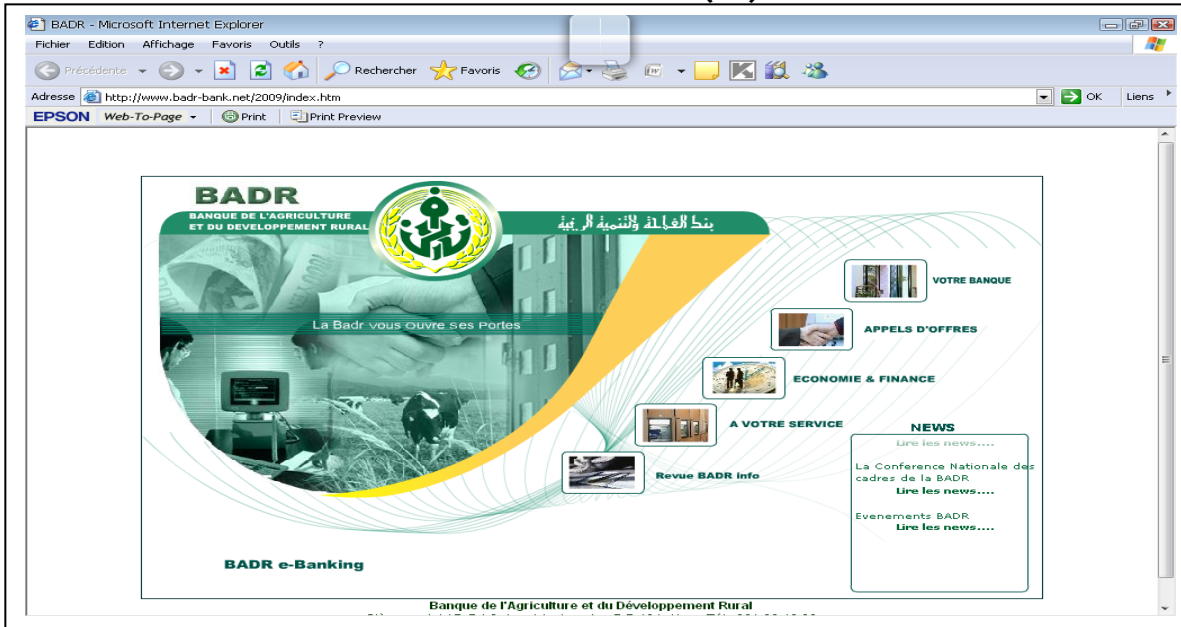 BADR - Microsoft Internet Explorer
Fichier Edition Affichage Favoris Outils ?
Précédente Rechercher Favoris
Adresse http://www.badr-bank.net/2009/index.htm OK Liens
EPSON Web-To-Page Print Print Preview
BADR
BANQUE DE L'AGRICULTURE
ET DU DEVELOPPEMENT RURAL
بنك الفلاحة والتنمية الريفية
La Badr vous ouvre ses Portes
VOTRE BANQUE
APPELS D'OFFRES
ECONOMIE & FINANCE
A VOTRE SERVICE
Revue BADR info
NEWS
Lire les news....
La Conference Nationale des
cadres de la BADR
Lire les news....
Evenements BADR
Lire les news....
BADR e-Banking
Banque de l'Agriculture et du Développement Rural